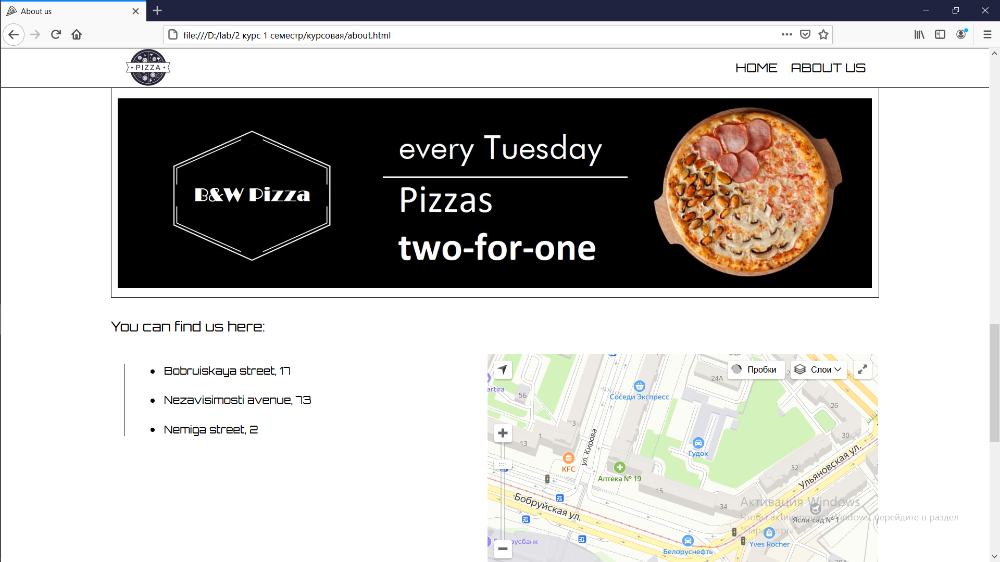 About us
file:///D:/lab/2 курс 1 семестр/курсовая/about.html
PIZZA
HOME
ABOUT US
B&W Pizza
every Tuesday
Pizzas
two-for-one
You can find us here:
Bobruiskaya street, 17
Nezavisimosti avenue, 73
Nemiga street, 2
Пробки
Слои
24А
artira
5Б
Соседи Экспресс
26
3
1
13
30
ул. Кирова
Гудок
KFC
32
Аптека № 19
Ульяновская ул.
15
34
Бобруйская ул.
Активация Windows
Чтобы активировать Windows, перейдите в раздел
"Параметры"
Ясли-сад № 1
русбанк
Yves Rocher
Белоруснефть